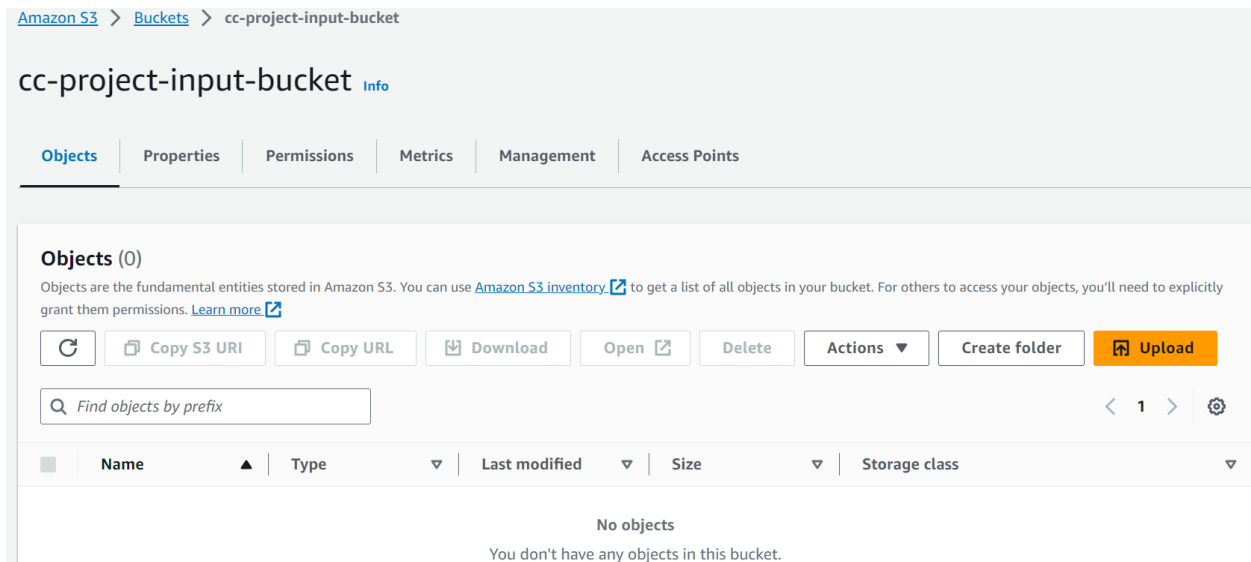 Amazon S3 > Buckets > cc-project-input-bucket
cc-project-input-bucket Info
Objects Properties Permissions Metrics Management Access Points
Objects (0)
Objects are the fundamental entities stored in Amazon S3. You can use Amazon S3 inventory to get a list of all objects in your bucket. For others to access your objects, you’ll need to explicitly
grant them permissions. Learn more
Copy S3 URI Copy URL Download Open Delete Actions Create folder Upload
Find objects by prefix 1
Name Type Last modified Size Storage class
No objects
You don't have any objects in this bucket.